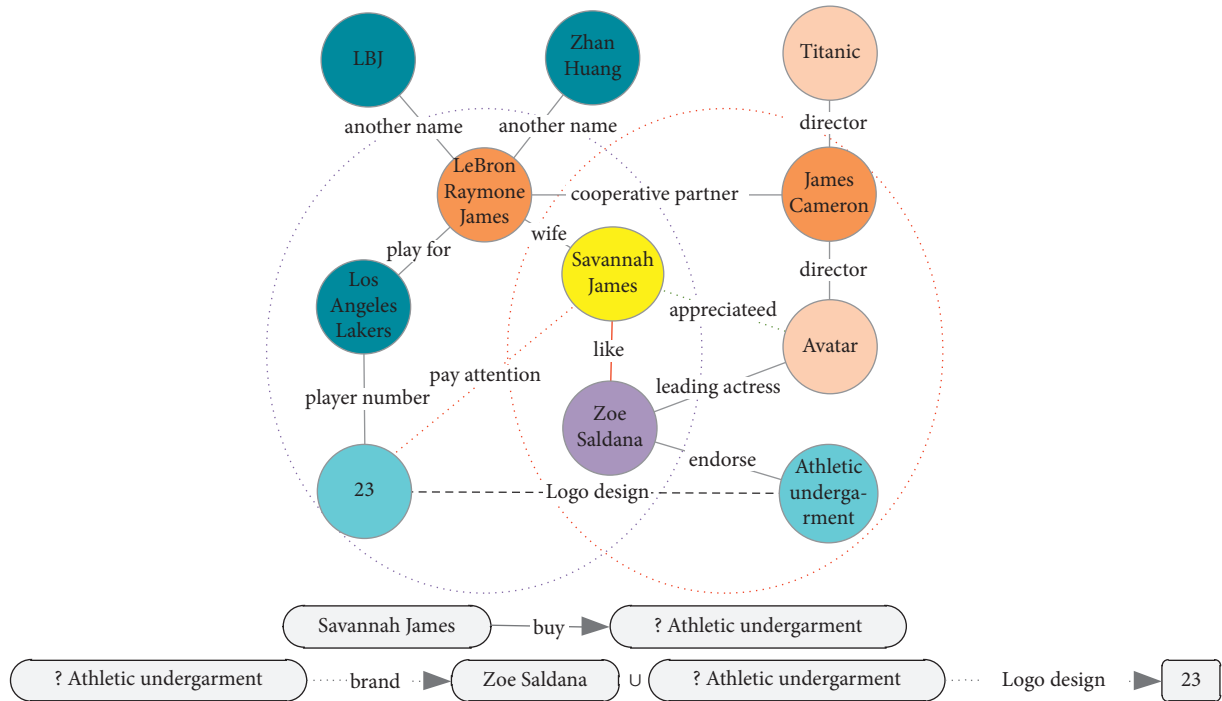 LBJ
Zhan
Huang
Titanic
another name
another name
director
LeBron
Raymone
James
cooperative partner
James
Cameron
wife
play for
Savannah
James
director
Los
Angeles
Lakers
appreciateed
Avatar
like
pay attention
leading actress
player number
Zoe
Saldana
endorse
Athletic
underga-
rment
23
Logo design
Savannah James
buy
? Athletic undergarment
? Athletic undergarment
brand
Zoe Saldana
∪
? Athletic undergarment
Logo design
23